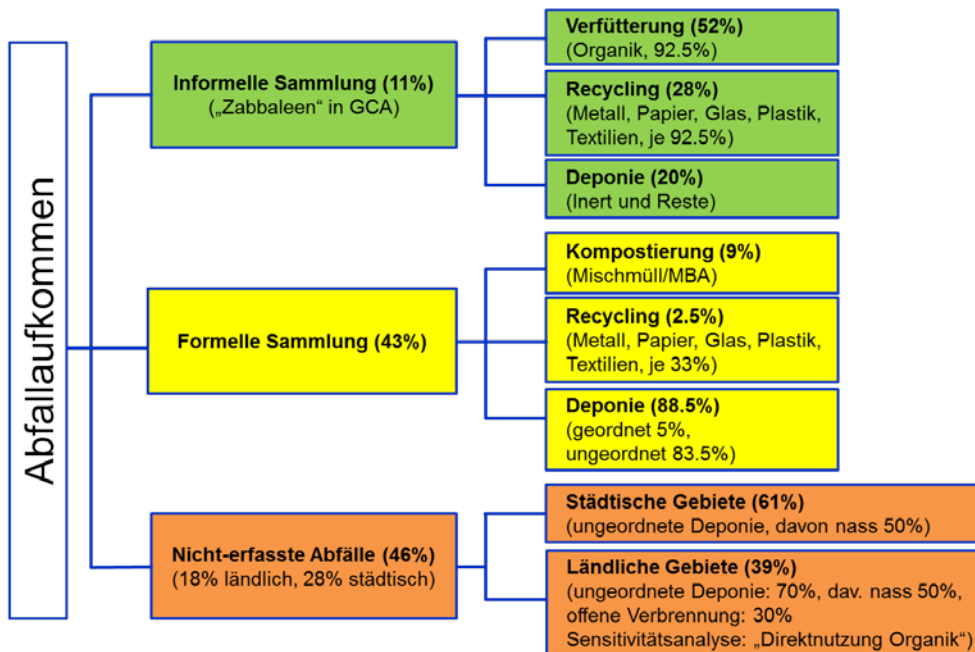 Abfallaufkommen
Informelle Sammlung (11%)
(„Zabbaleen“ in GCA)
Verfütterung (52%)
(Organik, 92.5%)
Recycling (28%)
(Metall, Papier, Glas, Plastik,
Textilien, je 92.5%)
Deponie (20%)
(Inert und Reste)
Formelle Sammlung (43%)
Kompostierung (9%)
(Mischmüll/MBA)
Recycling (2.5%)
(Metall, Papier, Glas, Plastik,
Textilien, je 33%)
Deponie (88.5%)
(geordnet 5%,
ungeordnet 83.5%)
Nicht-erfasste Abfälle (46%)
(18% ländlich, 28% städtisch)
Städtische Gebiete (61%)
(ungeordnete Deponie, davon nass 50%)
Ländliche Gebiete (39%)
(ungeordnete Deponie: 70%, dav. nass 50%,
offene Verbrennung: 30%
Sensitivitätsanalyse: „Direktnutzung Organik“)